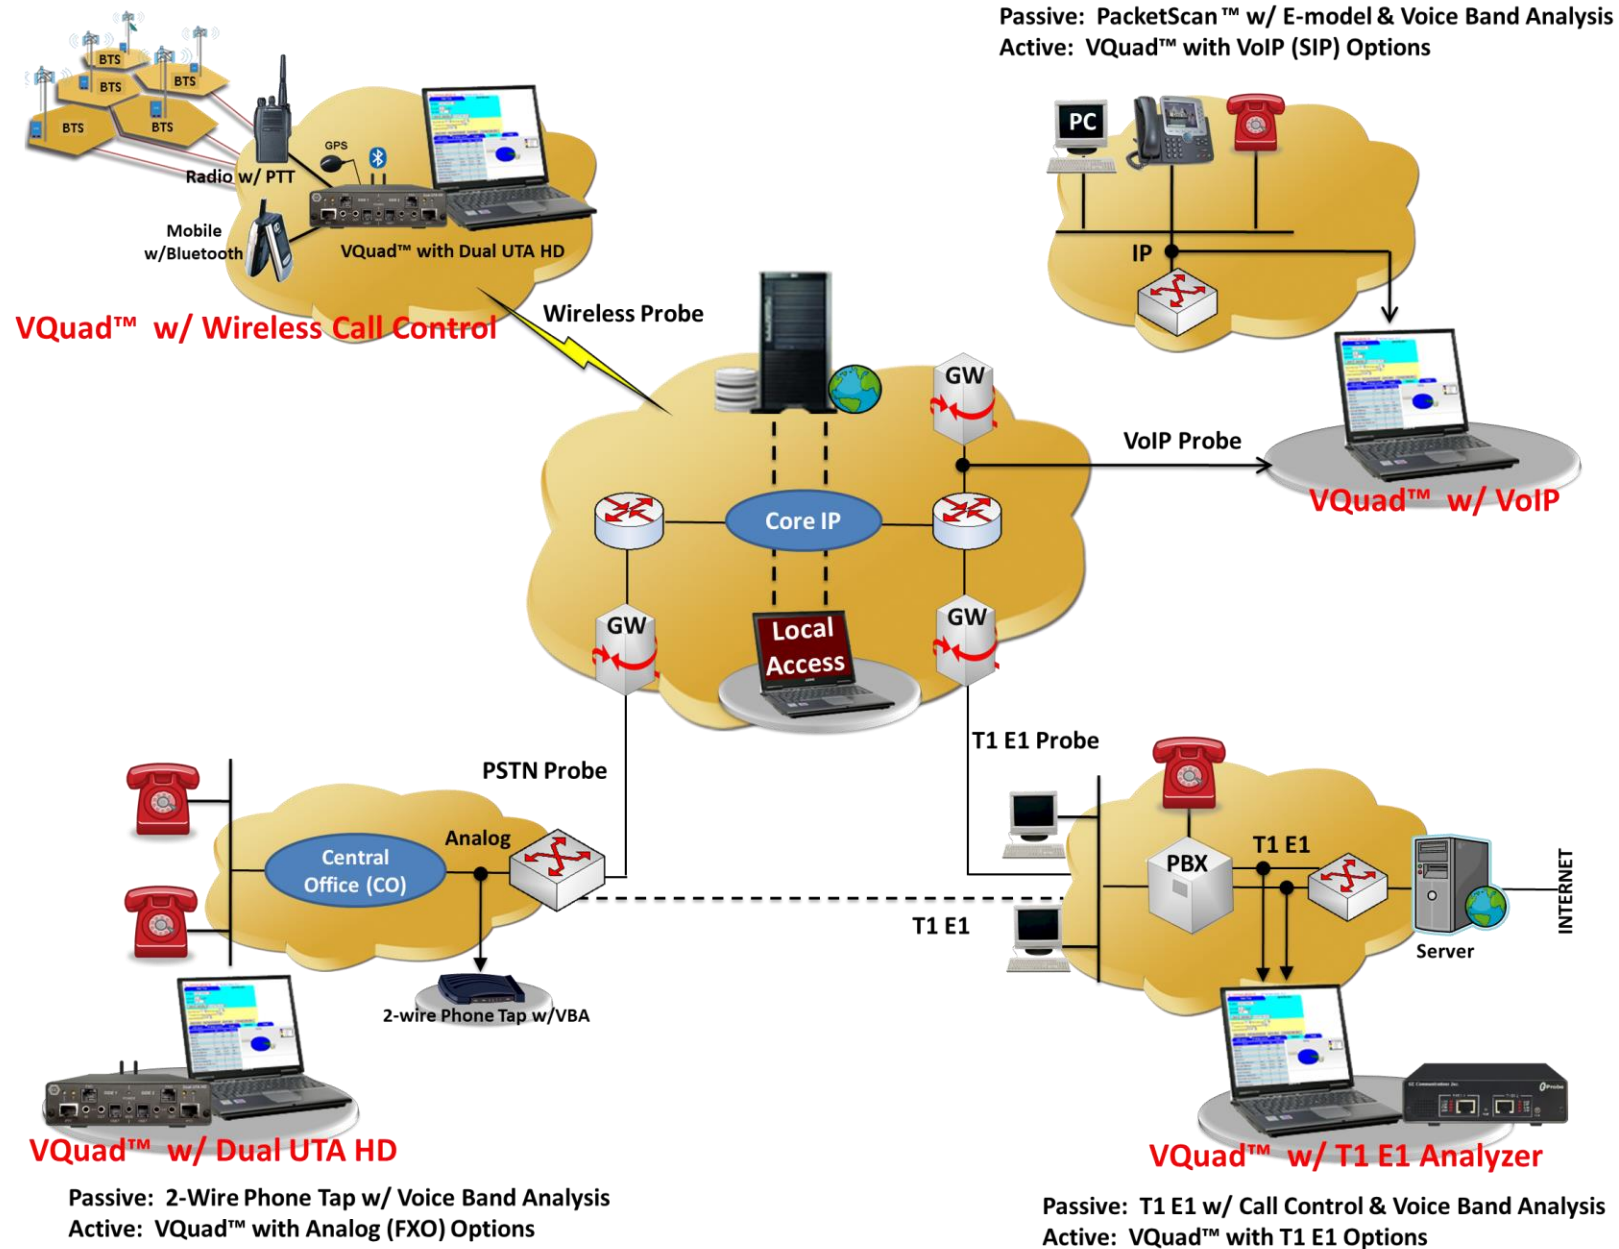 Passive: PacketScan™ w/ E-model & Voice Band Analysis
Active: VQuad™ with VoIP (SIP) Options
BTS
BTS
BTS
BTS
BTS
GPS
Radio w/ PTT
Mobile
w/Bluetooth
VQuad™ with Dual UTA HD
VQuad™ w/ Wireless Call Control
Wireless Probe
PC
IP
GW
VoIP Probe
VQuad™ w/ VoIP
Core IP
GW
GW
Local
Access
T1 E1 Probe
PSTN Probe
Analog
Central
Office (CO)
T1 E1
PBX
T1 E1
INTERNET
Server
2-wire Phone Tap w/VBA
VQuad™ w/ Dual UTA HD
VQuad™ w/ T1 E1 Analyzer
Passive: 2-Wire Phone Tap w/ Voice Band Analysis
Active: VQuad™ with Analog (FXO) Options
Passive: T1 E1 w/ Call Control & Voice Band Analysis
Active: VQuad™ with T1 E1 Options